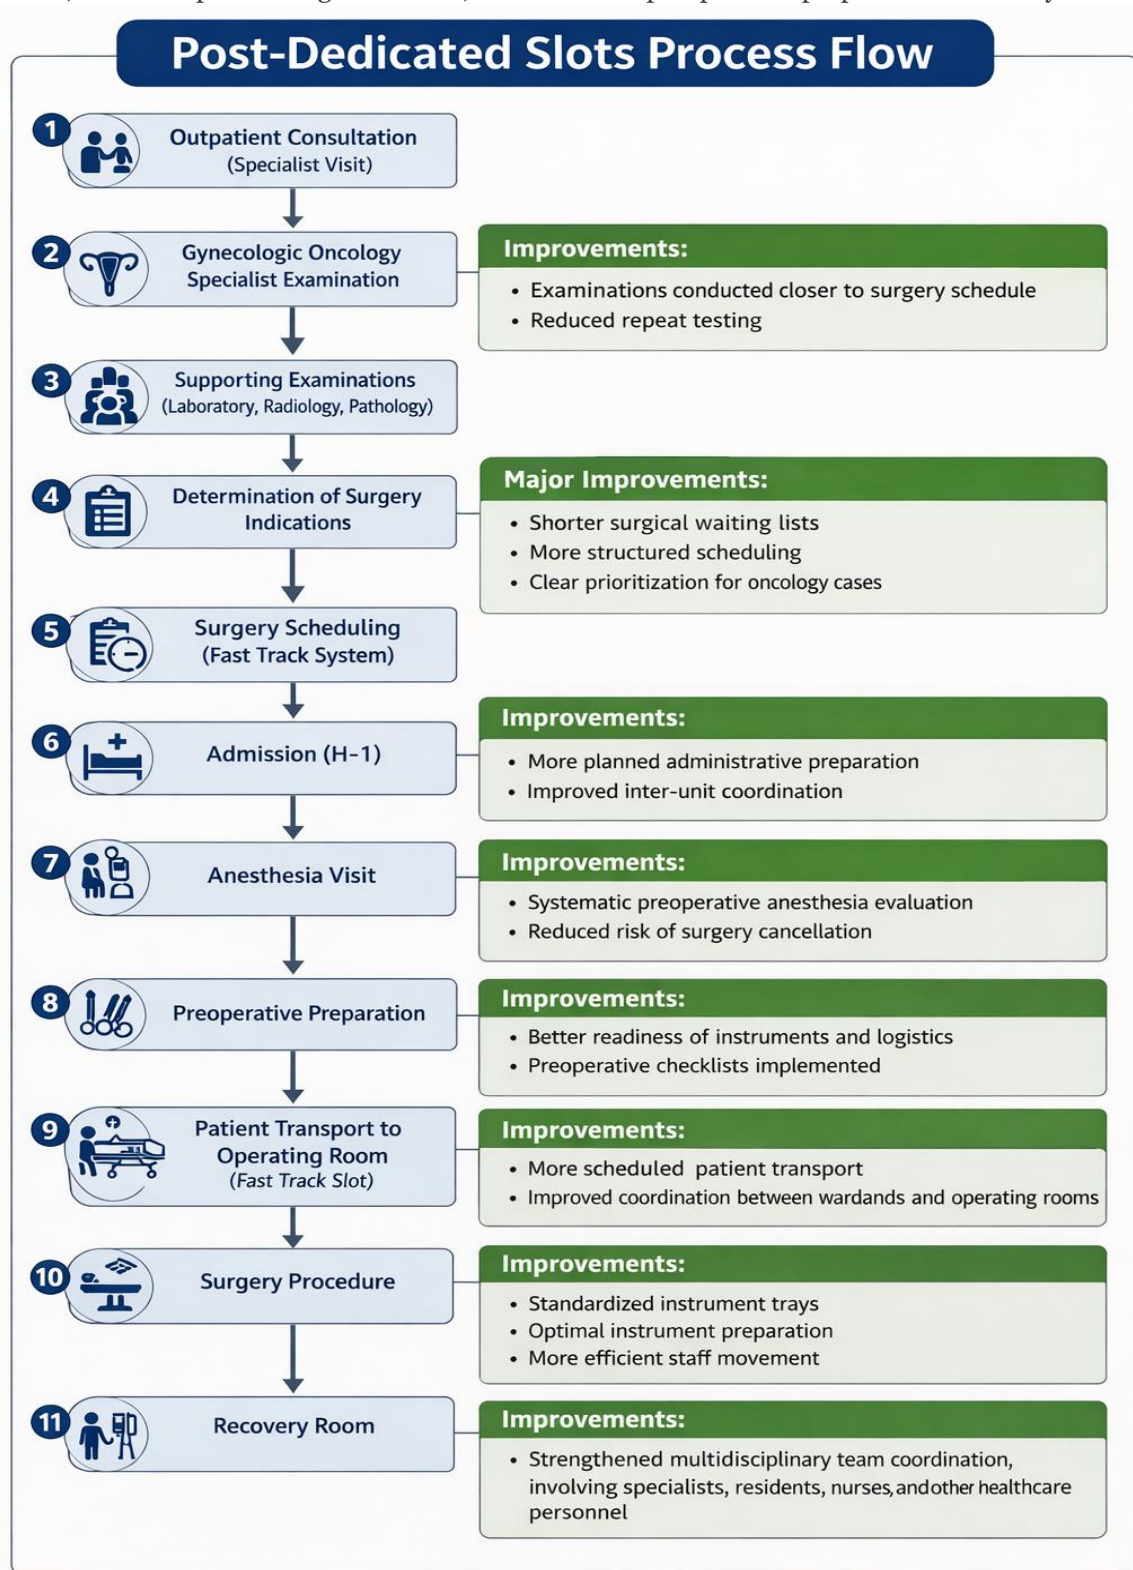 Post-Dedicated Slots Process Flow
1
Outpatient Consultation
(Specialist Visit)
2
Gynecologic Oncology
Specialist Examination
Improvements:
• Examinations conducted closer to surgery schedule
• Reduced repeat testing
3
Supporting Examinations
(Laboratory, Radiology, Pathology)
4
Determination of Surgery
Indications
Major Improvements:
• Shorter surgical waiting lists
• More structured scheduling
• Clear prioritization for oncology cases
5
Surgery Scheduling
(Fast Track System)
6
Admission (H-1)
Improvements:
• More planned administrative preparation
• Improved inter-unit coordination
7
Anesthesia Visit
Improvements:
• Systematic preoperative anesthesia evaluation
• Reduced risk of surgery cancellation
8
Preoperative Preparation
Improvements:
• Better readiness of instruments and logistics
• Preoperative checklists implemented
9
Patient Transport to
Operating Room
(Fast Track Slot)
Improvements:
• More scheduled patient transport
• Improved coordination between wardands and operating rooms
10
Surgery Procedure
Improvements:
• Standardized instrument trays
• Optimal instrument preparation
• More efficient staff movement
11
Recovery Room
Improvements:
• Strengthened multidisciplinary team coordination,
involving specialists, residents, nurses, and other healthcare
personnel